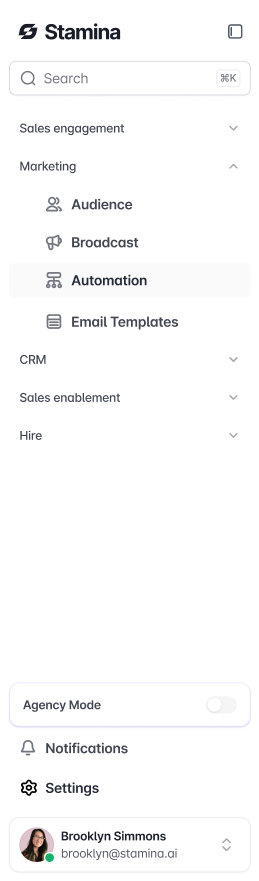 Stamina
Search
⌘K
Sales engagement
Marketing
Audience
Broadcast
Automation
Email Templates
CRM
Sales enablement
Hire
Agency Mode
Notifications
Settings
Brooklyn Simmons
brooklyn@stamina.ai